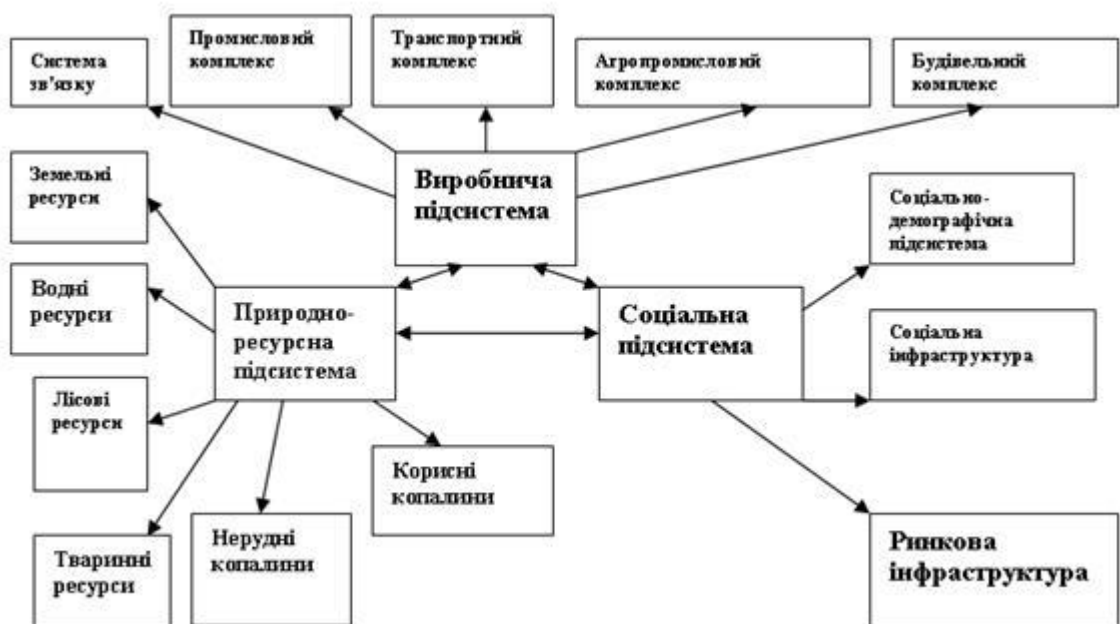 Система
зв'язку
Промисловий
комплекс
Транспортний
комплекс
Агропромисловий
комплекс
Будівельний
комплекс
Земельні
ресурси
Виробнича
підсистема
Соціально-
демографічна
підсистема
Водні
ресурси
Природно-
ресурсна
підсистема
Соціальна
підсистема
Соціальна
інфраструктура
Лісові
ресурси
Корисні
копалини
Тваринні
ресурси
Нерудні
копалини
Ринкова
інфраструктура